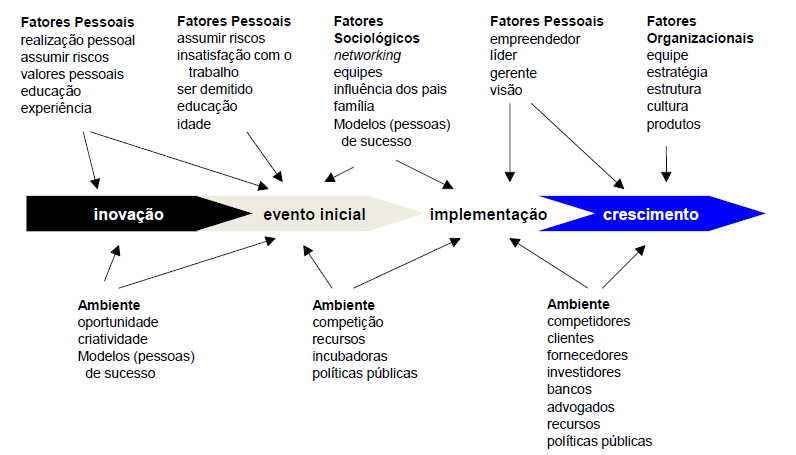 Fatores Pessoais
realização pessoal
assumir riscos
valores pessoais
educação
experiência
Fatores Pessoais
assumir riscos
insatisfação com o
trabalho
ser demitido
educação
idade
Fatores
Sociológicos
networking
equipes
influência dos pais
família
Modelos (pessoas)
de sucesso
Fatores Pessoais
empreendedor
líder
gerente
visão
Fatores
Organizacionais
equipe
estratégia
estrutura
cultura
produtos
inovação
evento inicial
implementação
crescimento
Ambiente
oportunidade
criatividade
Modelos (pessoas)
de sucesso
Ambiente
competição
recursos
incubadoras
políticas públicas
Ambiente
competidores
clientes
fornecedores
investidores
bancos
advogados
recursos
políticas públicas